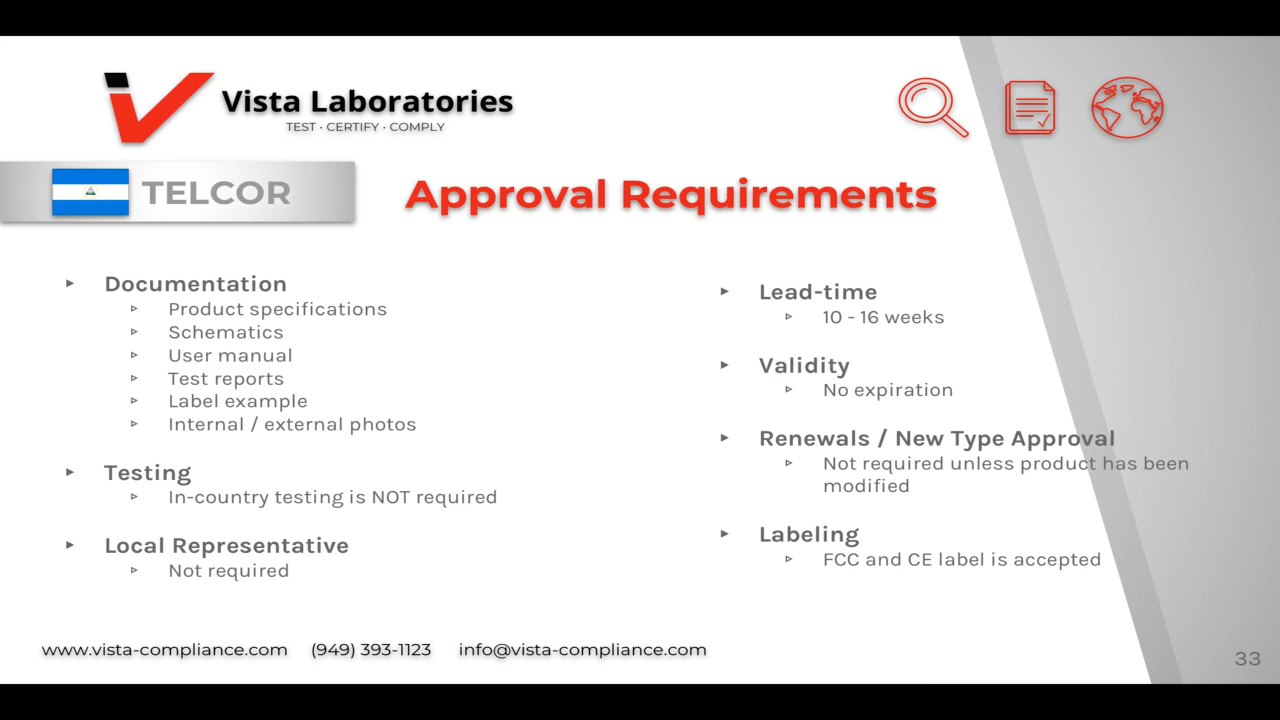 Vista Laboratories
TEST · CERTIFY · COMPLY
TELCOR
Approval Requirements
Documentation
Product specifications
Schematics
User manual
Test reports
Label example
Internal / external photos
Testing
In-country testing is NOT required
Local Representative
Not required
Lead-time
10 - 16 weeks
Validity
No expiration
Renewals / New Type Approval
Not required unless product has been
modified
Labeling
FCC and CE label is accepted
www.vista-compliance.com (949) 393-1123 info@vista-compliance.com
33